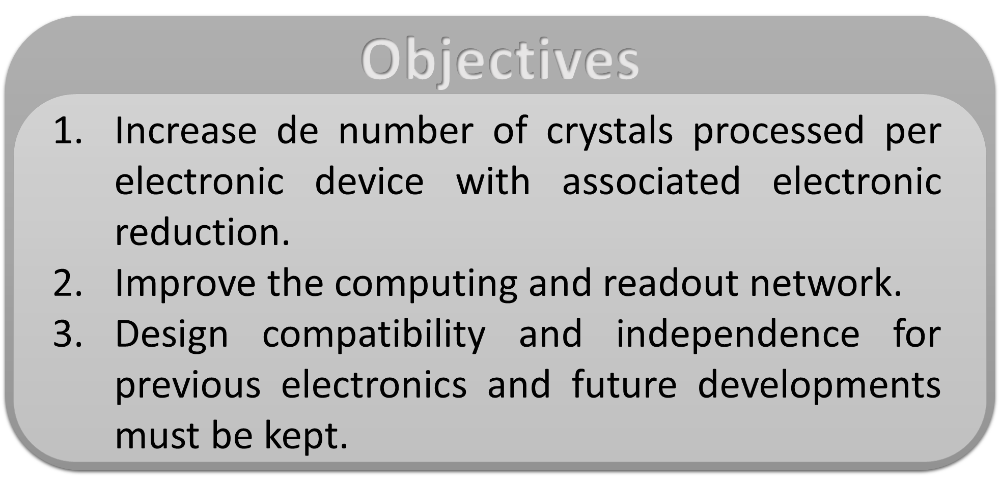 Objectives
1. Increase de number of crystals processed per
electronic device with associated electronic
reduction.
2. Improve the computing and readout network.
3. Design compatibility and independence for
previous electronics and future developments
must be kept.